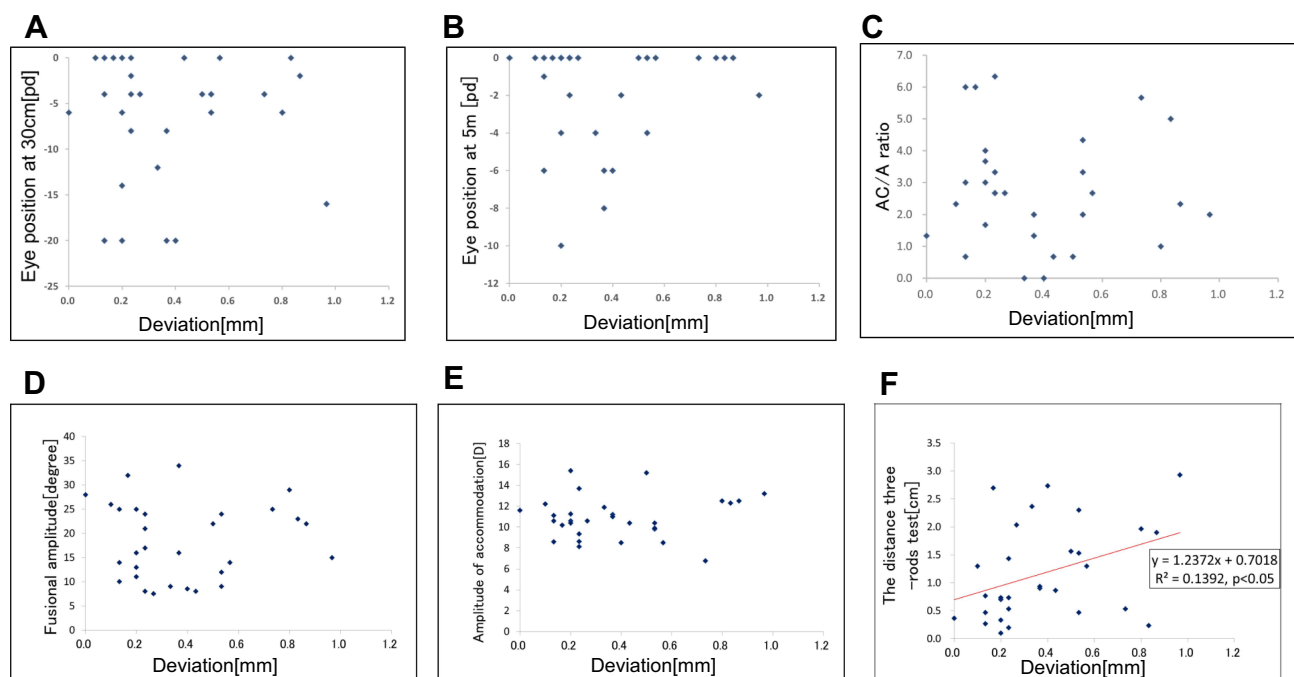 A
Eye position at 30cm[pd]
0
-5
-10
-15
-20
-25
0.0 0.2 0.4 0.6 0.8 1.0 1.2
Deviation[mm]
B
Eye position at 5m [pd]
0
-2
-4
-6
-8
-10
-12
0.0 0.2 0.4 0.6 0.8 1.0 1.2
Deviation[mm]
C
AC/A ratio
7.0
6.0
5.0
4.0
3.0
2.0
1.0
0.0
0.0 0.2 0.4 0.6 0.8 1.0 1.2
Deviation[mm]
D
Fusional amplitude[degree]
40
35
30
25
20
15
10
5
0
0.0 0.2 0.4 0.6 0.8 1.0 1.2
Deviation[mm]
E
Amplitude of accommodation[D]
18
16
14
12
10
8
6
4
2
0
0.0 0.2 0.4 0.6 0.8 1.0 1.2
Deviation[mm]
F
The distance three
-rods test[cm]
3.5
3.0
2.5
2.0
1.5
1.0
0.5
0.0
y = 1.2372x + 0.7018
R² = 0.1392, p<0.05
0.0 0.2 0.4 0.6 0.8 1.0 1.2
Deviation[mm]